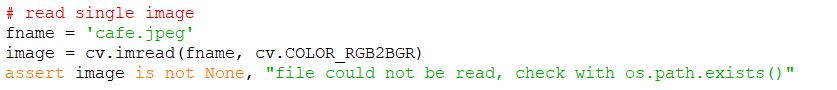 # read single image
fname = 'cafe.jpeg'
image = cv.imread(fname, cv.COLOR_RGB2BGR)
assert image is not None, "file could not be read, check with os.path.exists()"